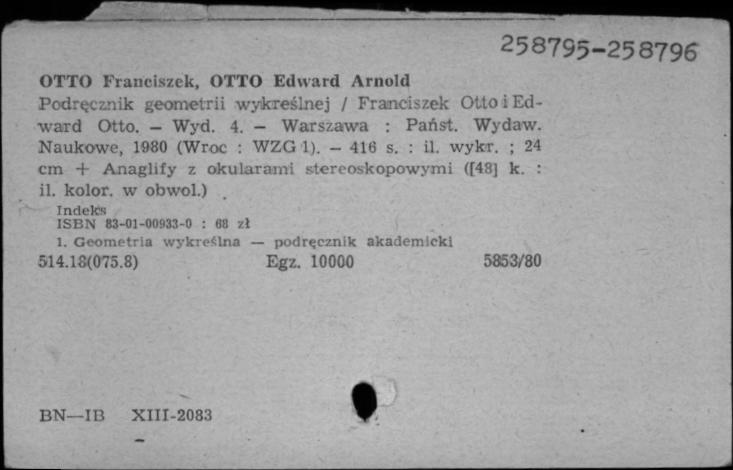 258795-258796
OTTO Franciszek, OTTO Edward Arnold
Podręcznik geometrii wykreślnej / Franciszek Otto i Ed-
ward Otto. — Wyd. 4. — Warszawa : Państ. Wydaw.
Naukowe, 1980 (Wroc : WZG 1). — 416 s. : il. wykr. ; 24
cm + Anaglify z okularami stereoskopowymi ([48] k. :
il. kolor. w obwol.)
Indeks
ISBN 83-01-00933-0 : 68 zł
1. Geometria wykreślna — podręcznik akademicki
514.18(075.8) Egz. 10000 5853/80
BN—IB XIII-2083